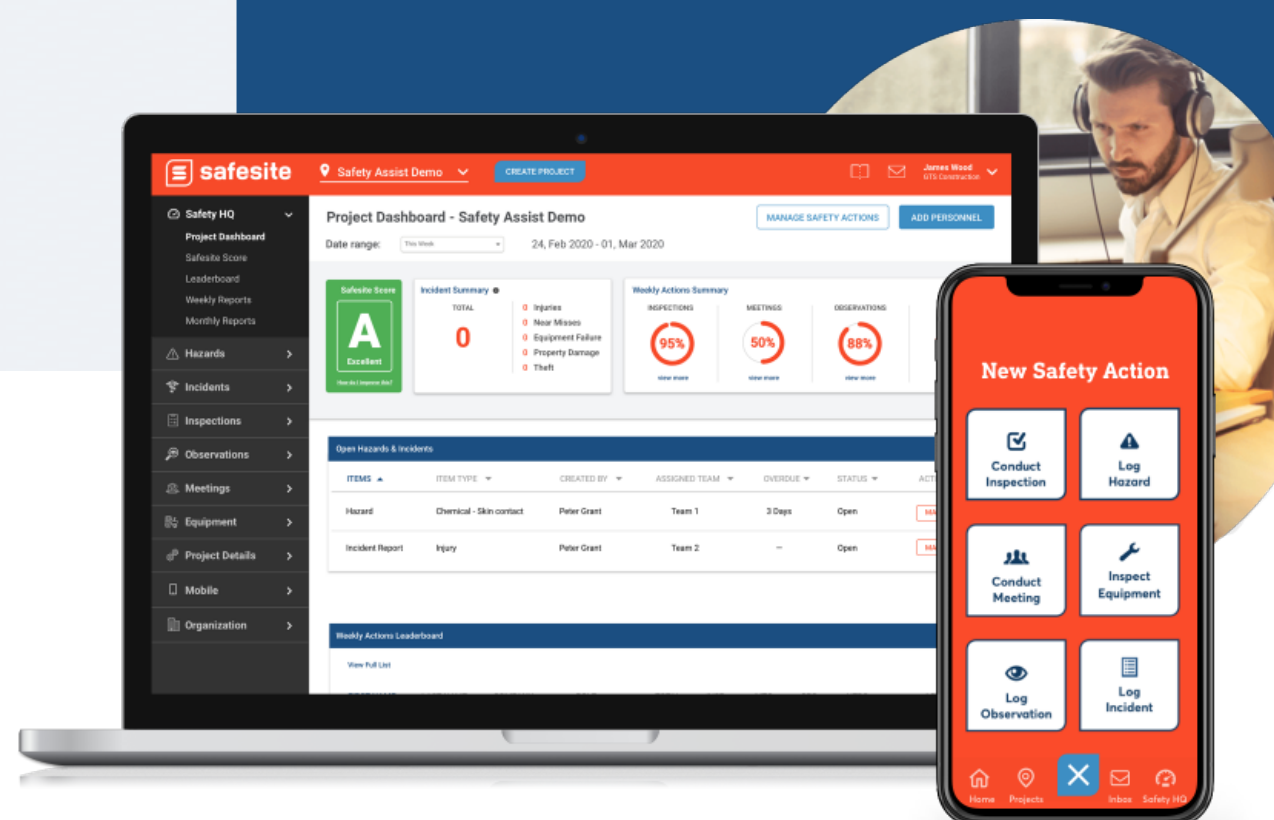 safesite
Safety Assist Demo
CREATE PROJECT
James Wood
GTS Construction
Safety HQ
Project Dashboard
Safesite Score
Leaderboard
Weekly Reports
Monthly Reports
Hazards
Incidents
Inspections
Observations
Meetings
Equipment
Project Details
Mobile
Organization
Project Dashboard - Safety Assist Demo
MANAGE SAFETY ACTIONS
ADD PERSONNEL
Date range:
This Week
24, Feb 2020 - 01, Mar 2020
Safesite Score
A
Excellent
How do I improve this?
Incident Summary
TOTAL
0
0 Injuries
0 Near Misses
0 Equipment Failure
0 Property Damage
0 Theft
Weekly Actions Summary
INSPECTIONS MEETINGS OBSERVATIONS
95% 50% 88%
view more view more view more
Open Hazards & Incidents
ITEMS ITEM TYPE CREATED BY ASSIGNED TEAM OVERDUE STATUS
Hazard Chemical - Skin contact Peter Grant Team 1 3 Days Open
Incident Report Injury Peter Grant Team 2 – Open
Weekly Actions Leaderboard
View Full List
New Safety Action
Conduct
Inspection
Log
Hazard
Conduct
Meeting
Inspect
Equipment
Log
Observation
Log
Incident
Home Projects Inbox Safety HQ